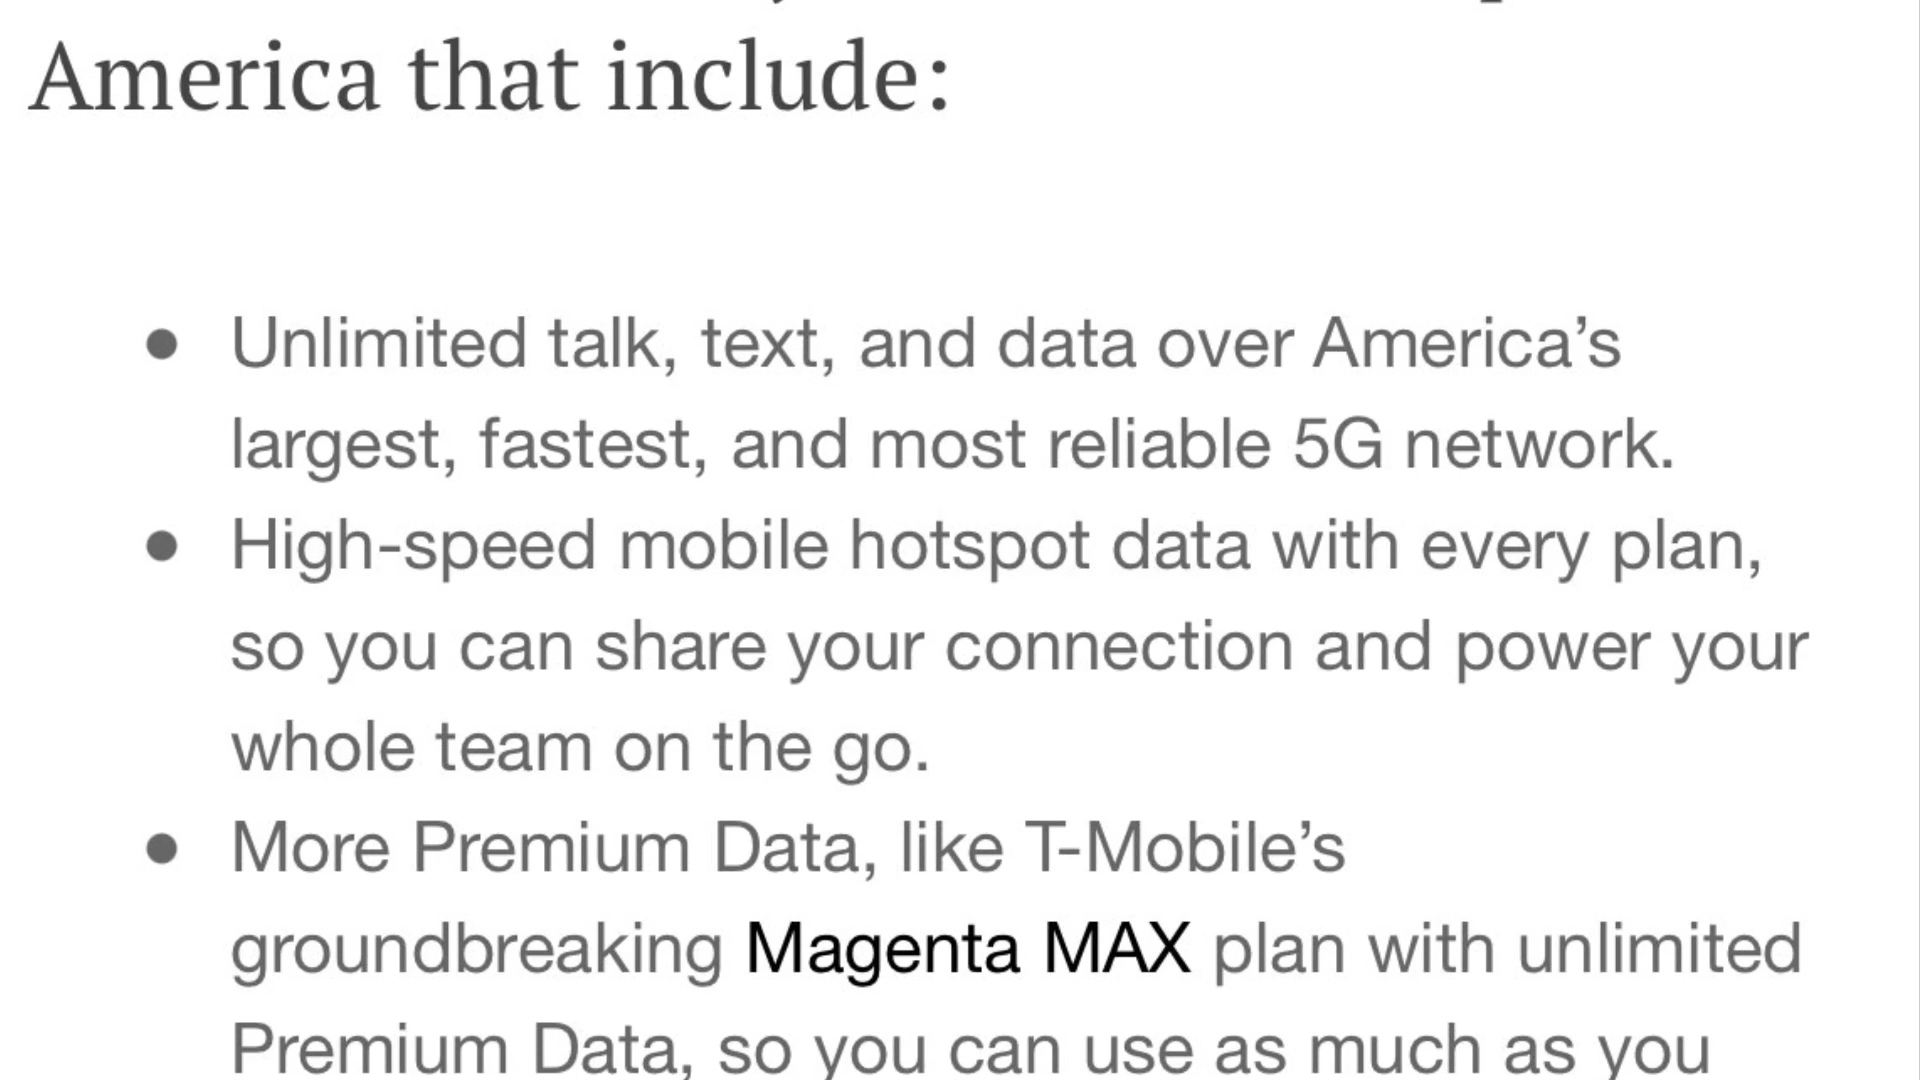 America that include:
● Unlimited talk, text, and data over America’s
largest, fastest, and most reliable 5G network.
● High-speed mobile hotspot data with every plan,
so you can share your connection and power your
whole team on the go.
● More Premium Data, like T-Mobile’s
groundbreaking Magenta MAX plan with unlimited
Premium Data, so you can use as much as you